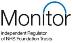 Monitor
Independent Regulator
of NHS Foundation Trusts